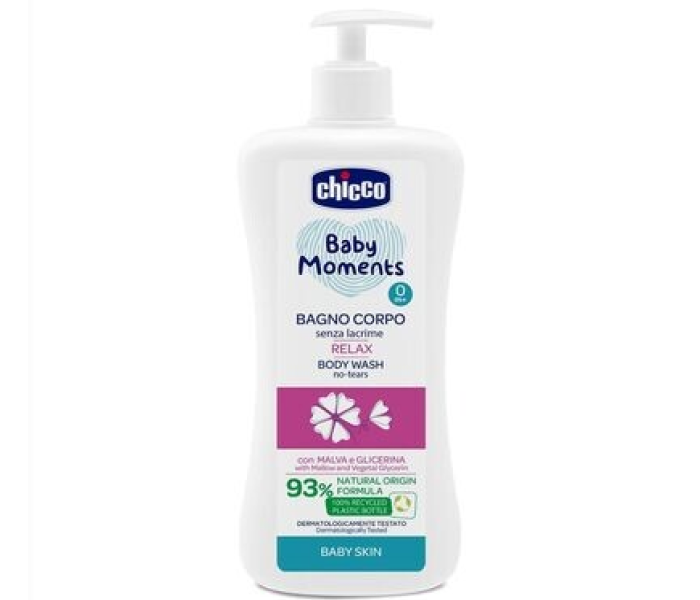 chicco
Baby
Moments
0
BAGNO CORPO
senza lacrime
RELAX
BODY WASH
no-tears
con MALVA e GLICERINA
with Mallow and Vegetal Glycerin
93% NATURAL ORIGIN
FORMULA
100% RECYCLED
PLASTIC BOTTLE
DERMATOLOGICAMENTE TESTATO
Dermatologically Tested
BABY SKIN